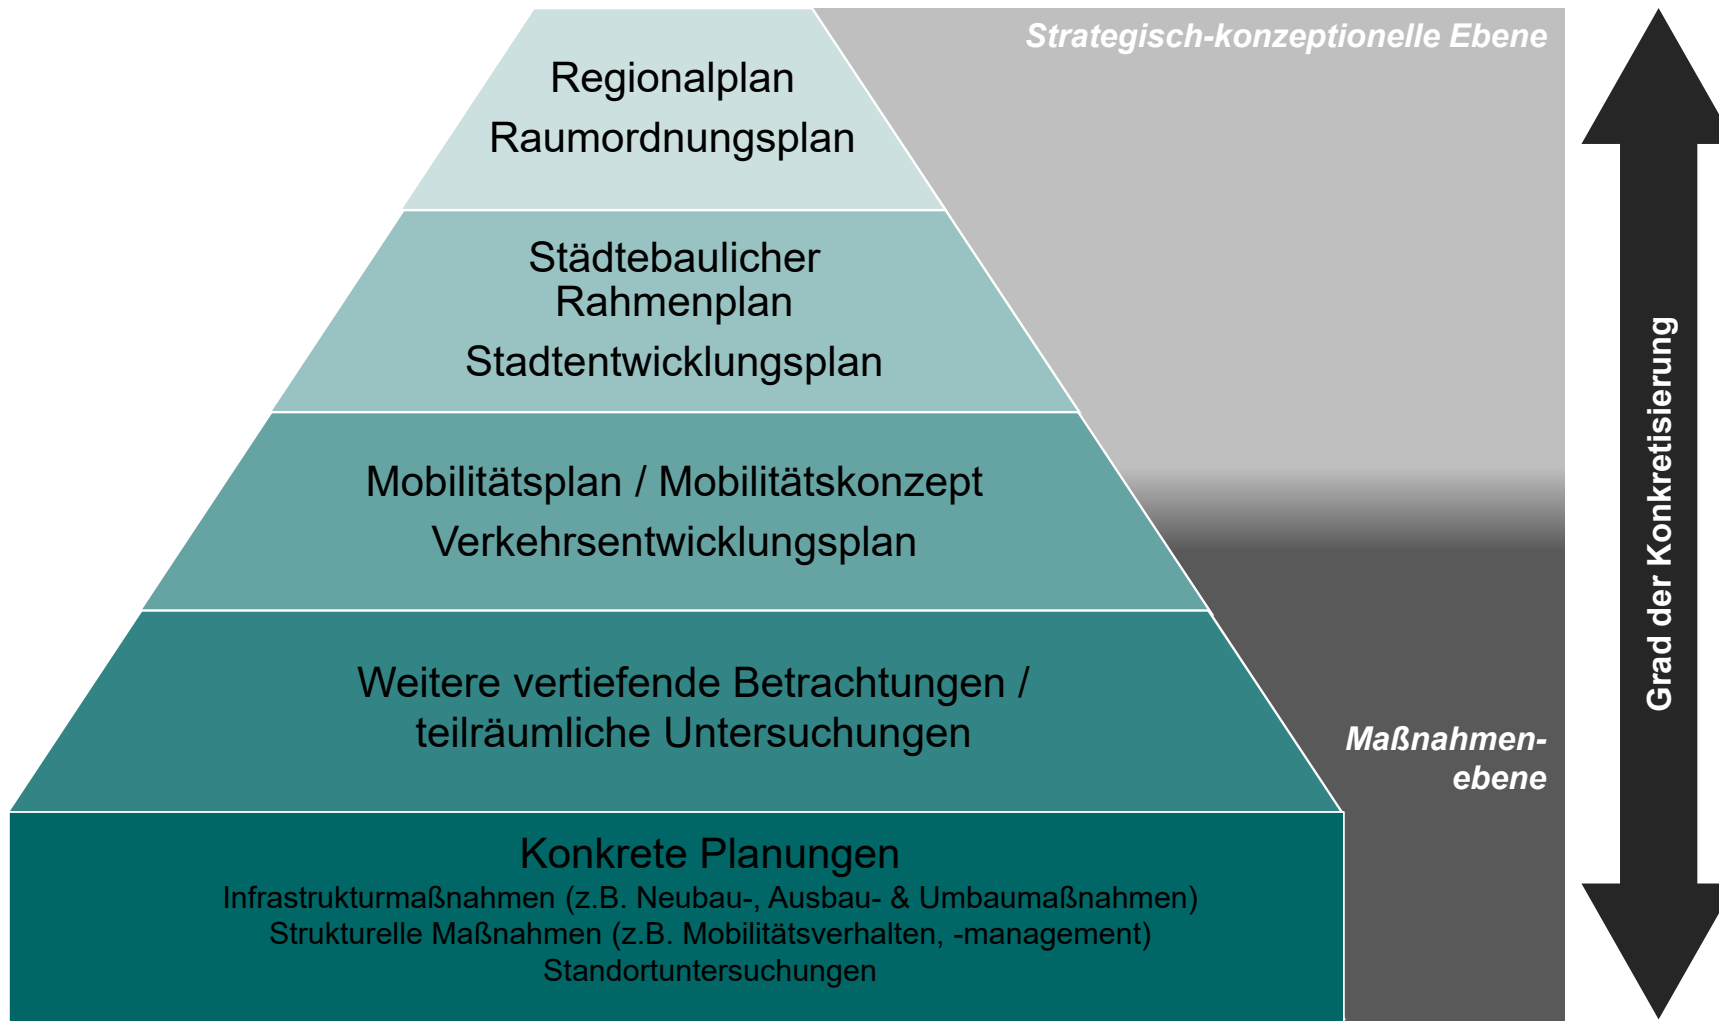 Strategisch-konzeptionelle Ebene
Regionalplan
Raumordnungsplan
Städtebaulicher
Rahmenplan
Stadtentwicklungsplan
Mobilitätsplan / Mobilitätskonzept
Verkehrsentwicklungsplan
Weitere vertiefende Betrachtungen /
teilräumliche Untersuchungen
Maßnahmen-
ebene
Konkrete Planungen
Infrastrukturmaßnahmen (z.B. Neubau-, Ausbau- & Umbaumaßnahmen)
Strukturelle Maßnahmen (z.B. Mobilitätsverhalten, -management)
Standortuntersuchungen
Grad der Konkretisierung